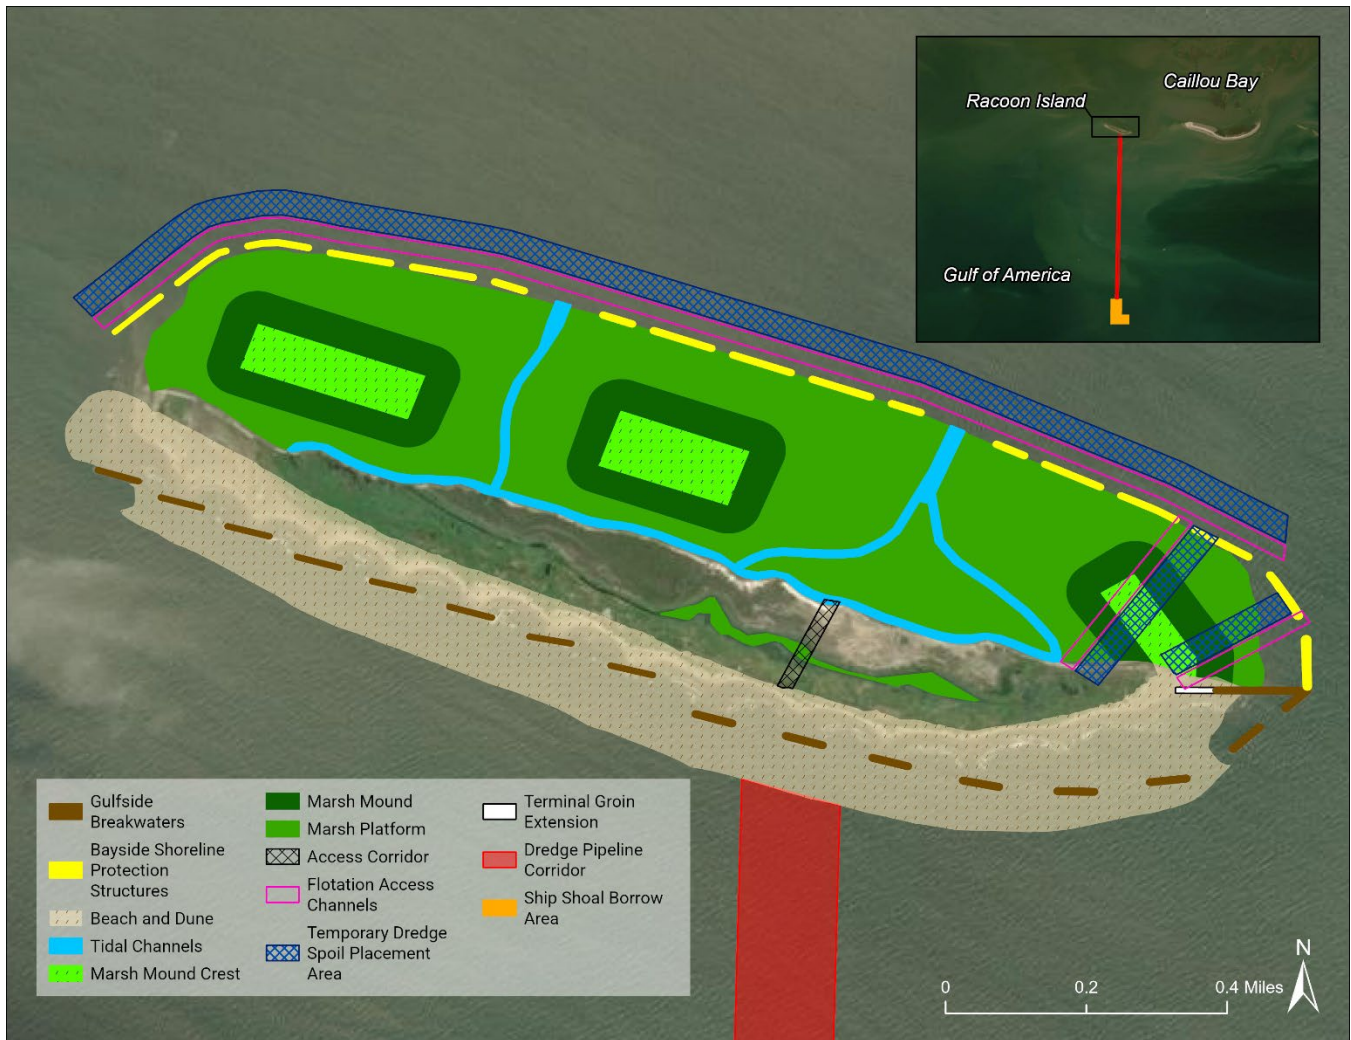 Caillou Bay
Racoon Island
Gulf of America
Gulfside
Breakwaters
Bayside Shoreline
Protection
Structures
Beach and Dune
Tidal Channels
Marsh Mound Crest
Marsh Mound
Marsh Platform
Access Corridor
Flotation Access
Channels
Temporary Dredge
Spoil Placement
Area
Terminal Groin
Extension
Dredge Pipeline
Corridor
Ship Shoal Borrow
Area
N
0 0.2 0.4 Miles